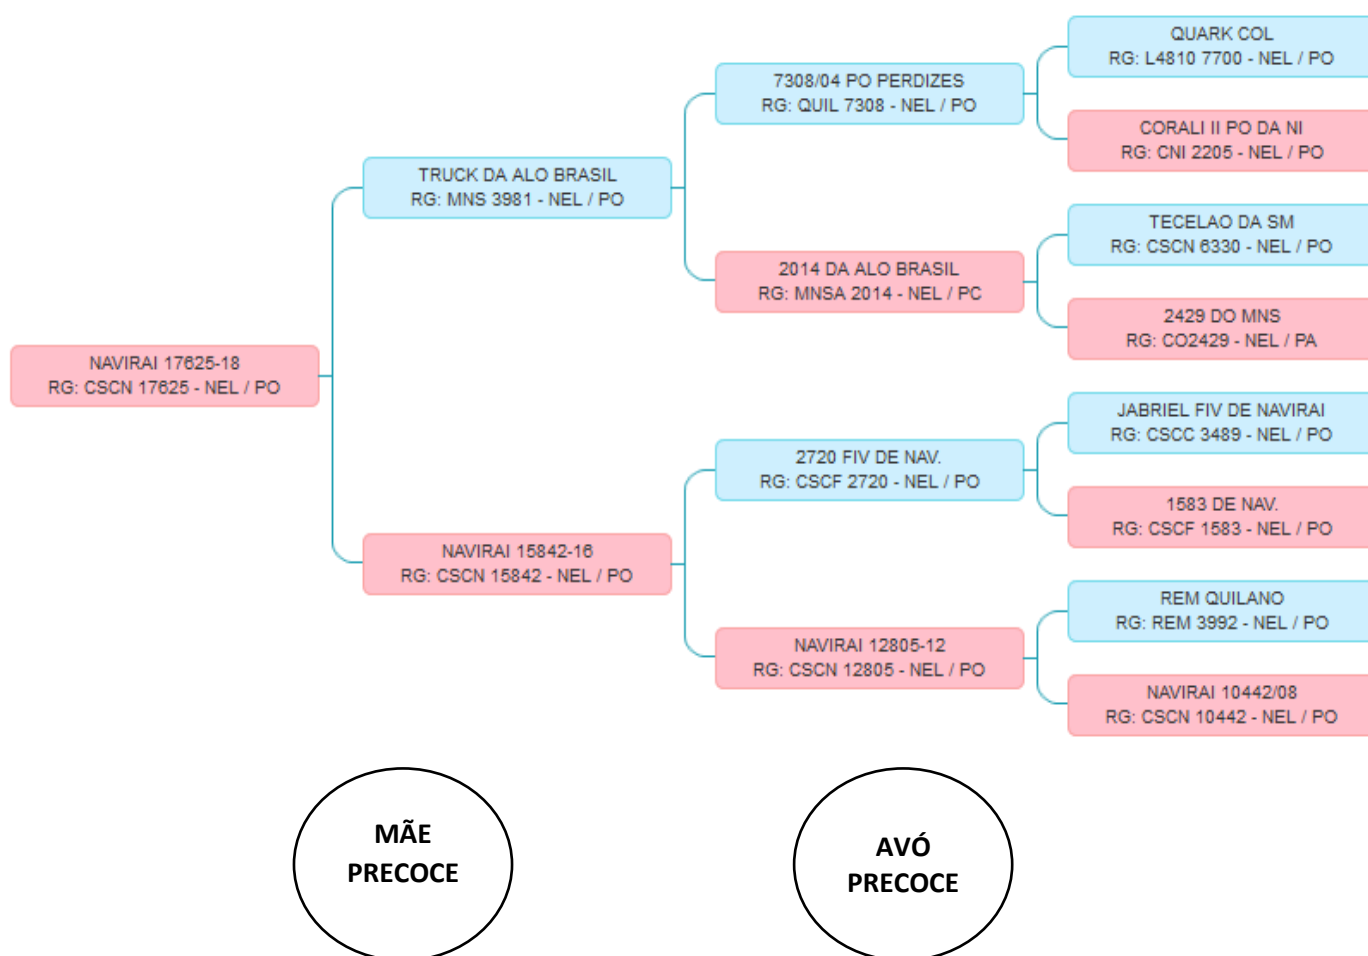 QUARK COL
RG: L4810 7700 - NEL / PO
7308/04 PO PERDIZES
RG: QUIL 7308 - NEL / PO
CORALI II PO DA NI
RG: CNI 2205 - NEL / PO
TRUCK DA ALO BRASIL
RG: MNS 3981 - NEL / PO
TECELAO DA SM
RG: CSCN 6330 - NEL / PO
2014 DA ALO BRASIL
RG: MNSA 2014 - NEL / PC
2429 DO MNS
RG: CO2429 - NEL / PA
NAVIRAI 17625-18
RG: CSCN 17625 - NEL / PO
JABRIEL FIV DE NAVIRAI
RG: CSCC 3489 - NEL / PO
2720 FIV DE NAV.
RG: CSCF 2720 - NEL / PO
1583 DE NAV.
RG: CSCF 1583 - NEL / PO
NAVIRAI 15842-16
RG: CSCN 15842 - NEL / PO
REM QUILANO
RG: REM 3992 - NEL / PO
NAVIRAI 12805-12
RG: CSCN 12805 - NEL / PO
NAVIRAI 10442/08
RG: CSCN 10442 - NEL / PO
MÃE
PRECOCE
AVÓ
PRECOCE